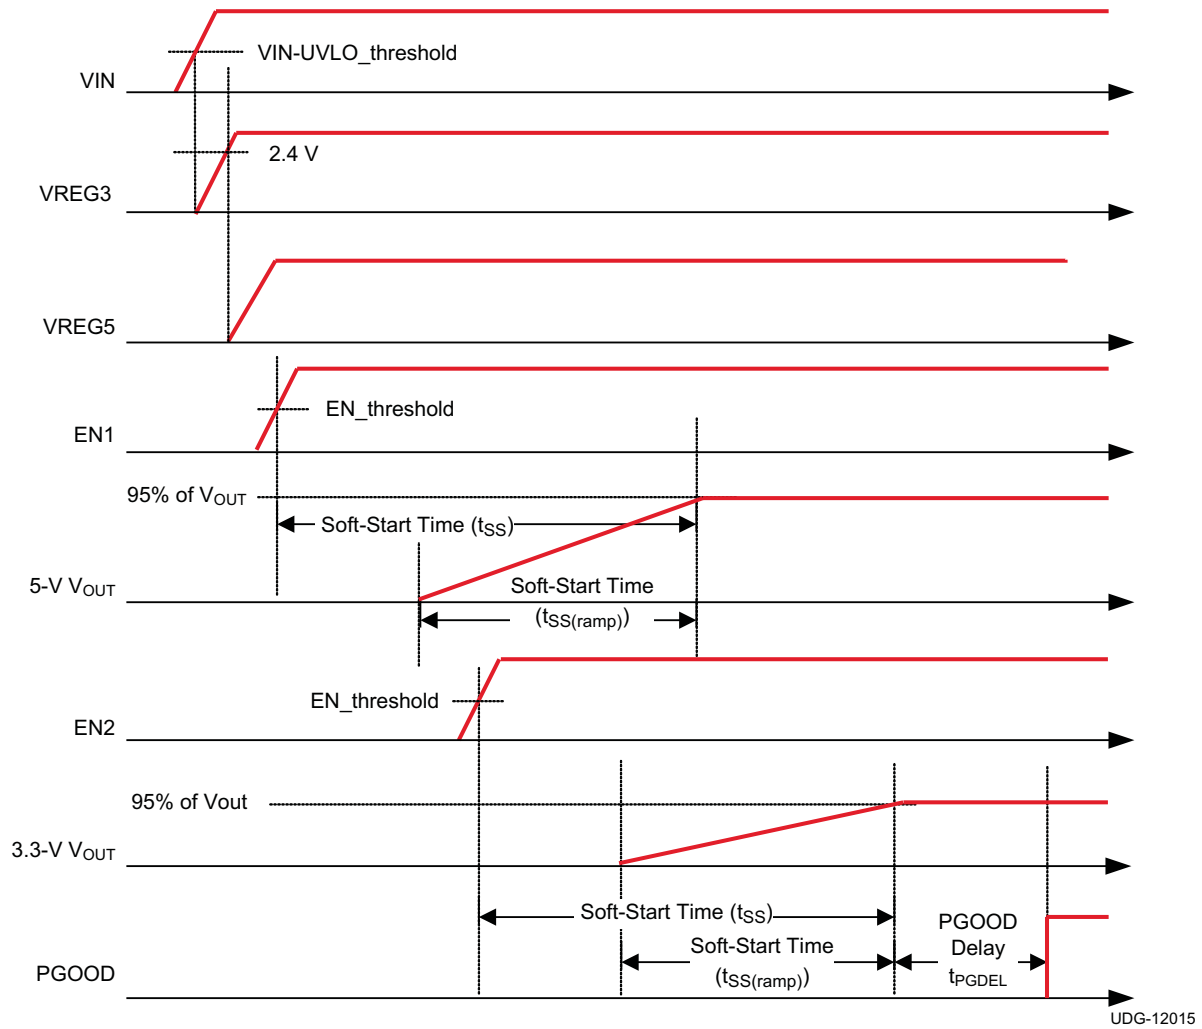 VIN-UVLO_threshold
VIN
2.4 V
VREG3
VREG5
EN_threshold
EN1
95% of VOUT
Soft-Start Time (tSS)
5-V VOUT
Soft-Start Time
(tSS(ramp))
EN_threshold
EN2
95% of Vout
3.3-V VOUT
Soft-Start Time (tSS)
PGOOD
Delay
tPGDEL
Soft-Start Time
(tSS(ramp))
PGOOD
UDG-12015